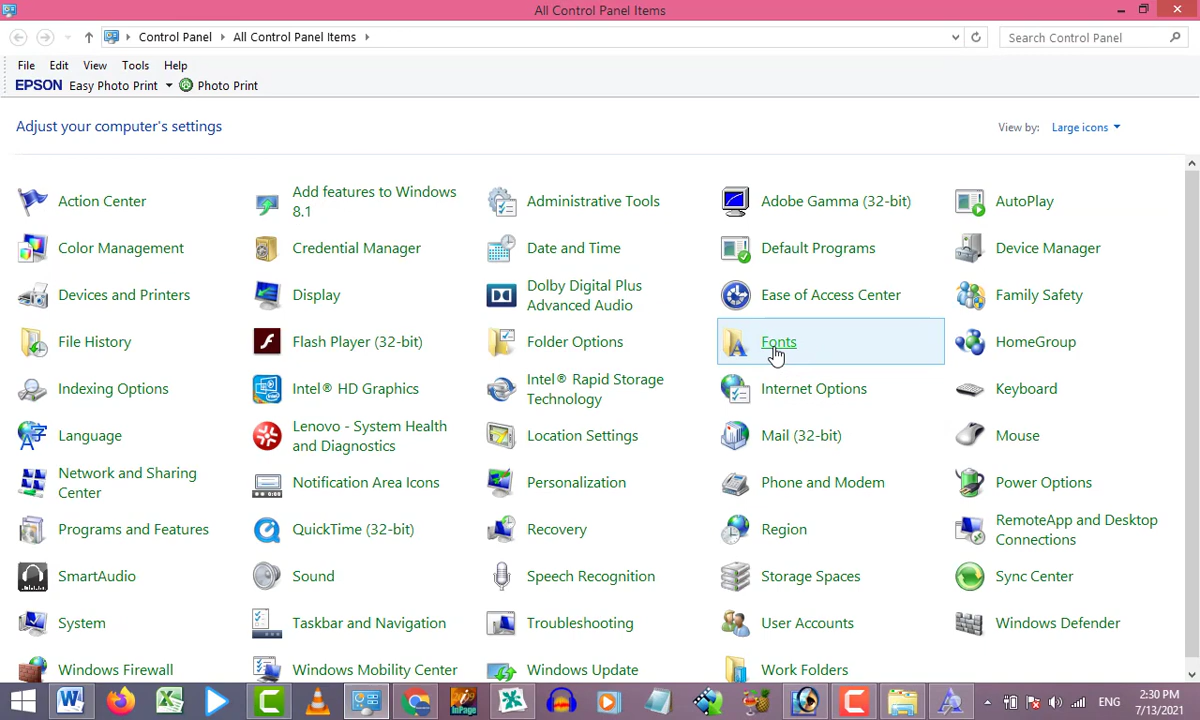 All Control Panel Items
Control Panel
All Control Panel Items
Search Control Panel
File Edit View Tools Help
EPSON Easy Photo Print Photo Print
Adjust your computer's settings
View by: Large icons
Action Center
Add features to Windows
8.1
Administrative Tools
Adobe Gamma (32-bit)
AutoPlay
Color Management
Credential Manager
Date and Time
Default Programs
Device Manager
Devices and Printers
Display
Dolby Digital Plus
Advanced Audio
Ease of Access Center
Family Safety
File History
Flash Player (32-bit)
Folder Options
Fonts
HomeGroup
Indexing Options
Intel® HD Graphics
Intel® Rapid Storage
Technology
Internet Options
Keyboard
Language
Lenovo - System Health
and Diagnostics
Location Settings
Mail (32-bit)
Mouse
Network and Sharing
Center
Notification Area Icons
Personalization
Phone and Modem
Power Options
Programs and Features
QuickTime (32-bit)
Recovery
Region
RemoteApp and Desktop
Connections
SmartAudio
Sound
Speech Recognition
Storage Spaces
Sync Center
System
Taskbar and Navigation
Troubleshooting
User Accounts
Windows Defender
Windows Firewall
Windows Mobility Center
Windows Update
Work Folders
InPage
ENG
2:30 PM
7/13/2021